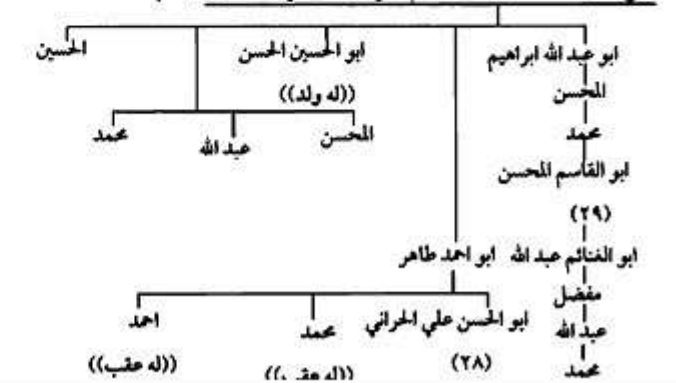 ابو عبد الله ابراهيم
ابو الحسين الحسن
الحسين
((له ولد))
المحسن
محمد
المحسن
عبد الله
محمد
ابو القاسم المحسن
(٢٩)
ابو الغنائم عبد الله
ابو احمد طاهر
مفضل
ابو الحسن علي الحراني
محمد
احمد
عبد الله
(٢٨)
((له عقب))
((له عقب))
محمد